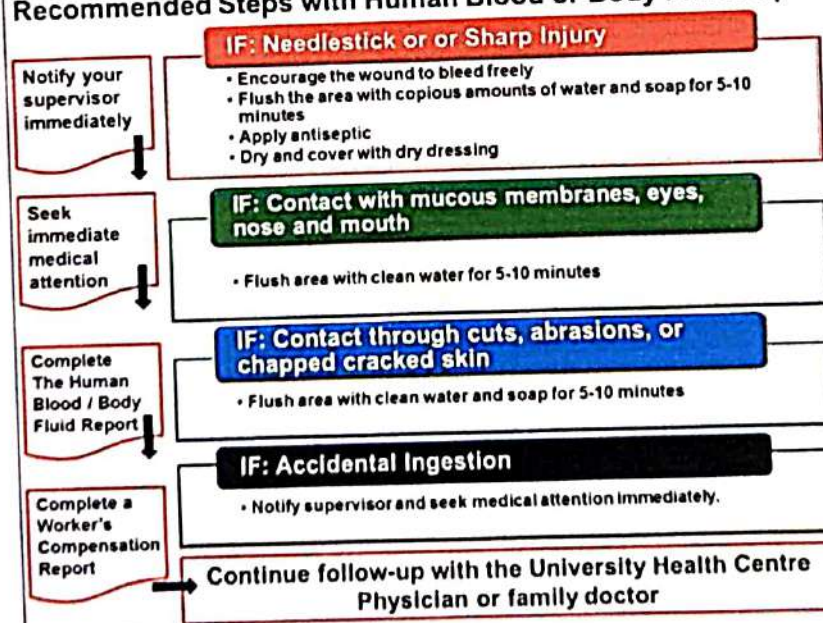 Recommended Steps with Human Blood or Body
IF: Needlestick or or Sharp Injury
Notify your
supervisor
immediately
• Encourage the wound to bleed freely
• Flush the area with copious amounts of water and soap for 5-10
minutes
• Apply antiseptic
• Dry and cover with dry dressing
IF: Contact with mucous membranes, eyes,
nose and mouth
Seek
immediate
medical
attention
• Flush area with clean water for 5-10 minutes
IF: Contact through cuts, abrasions, or
chapped cracked skin
Complete
The Human
Blood / Body
Fluid Report
• Flush area with clean water and soap for 5-10 minutes
IF: Accidental Ingestion
• Notify supervisor and seek medical attention immediately.
Complete a
Worker's
Compensation
Report
Continue follow-up with the University Health Centre
Physician or family doctor